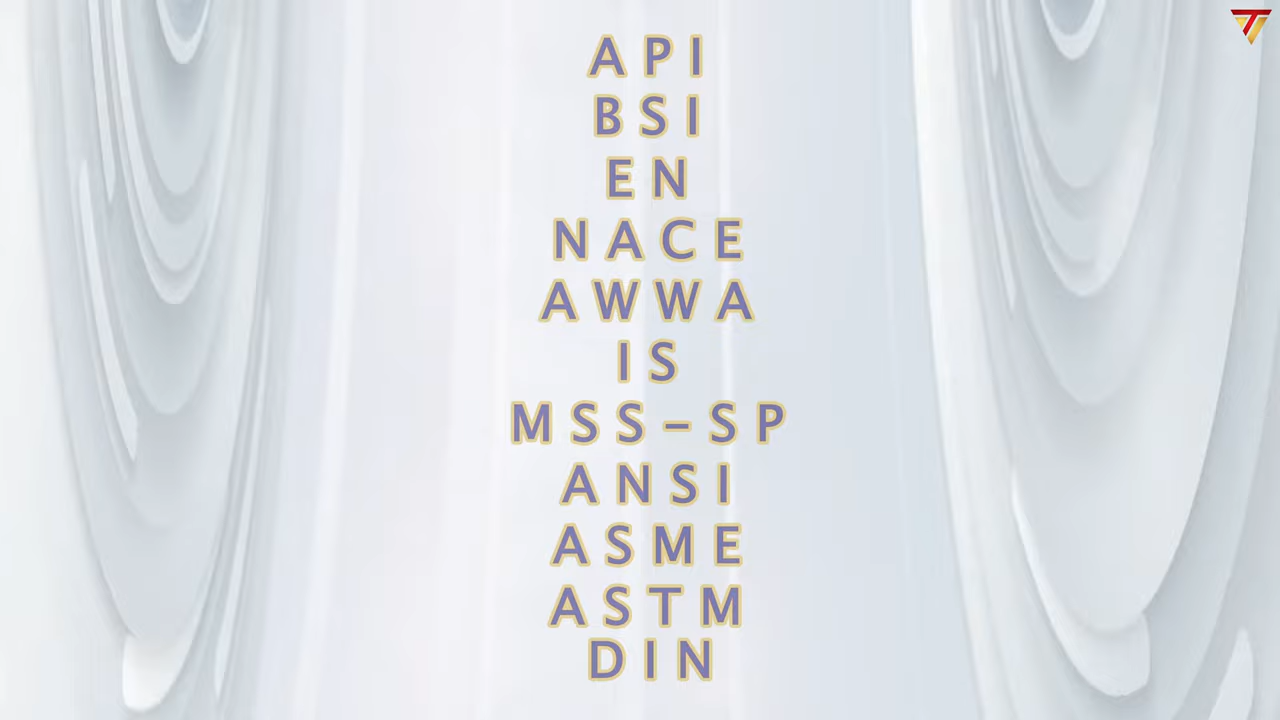 API
BSI
EN
NACE
AWWA
IS
MSS-SP
ANSI
ASME
ASTM
DIN